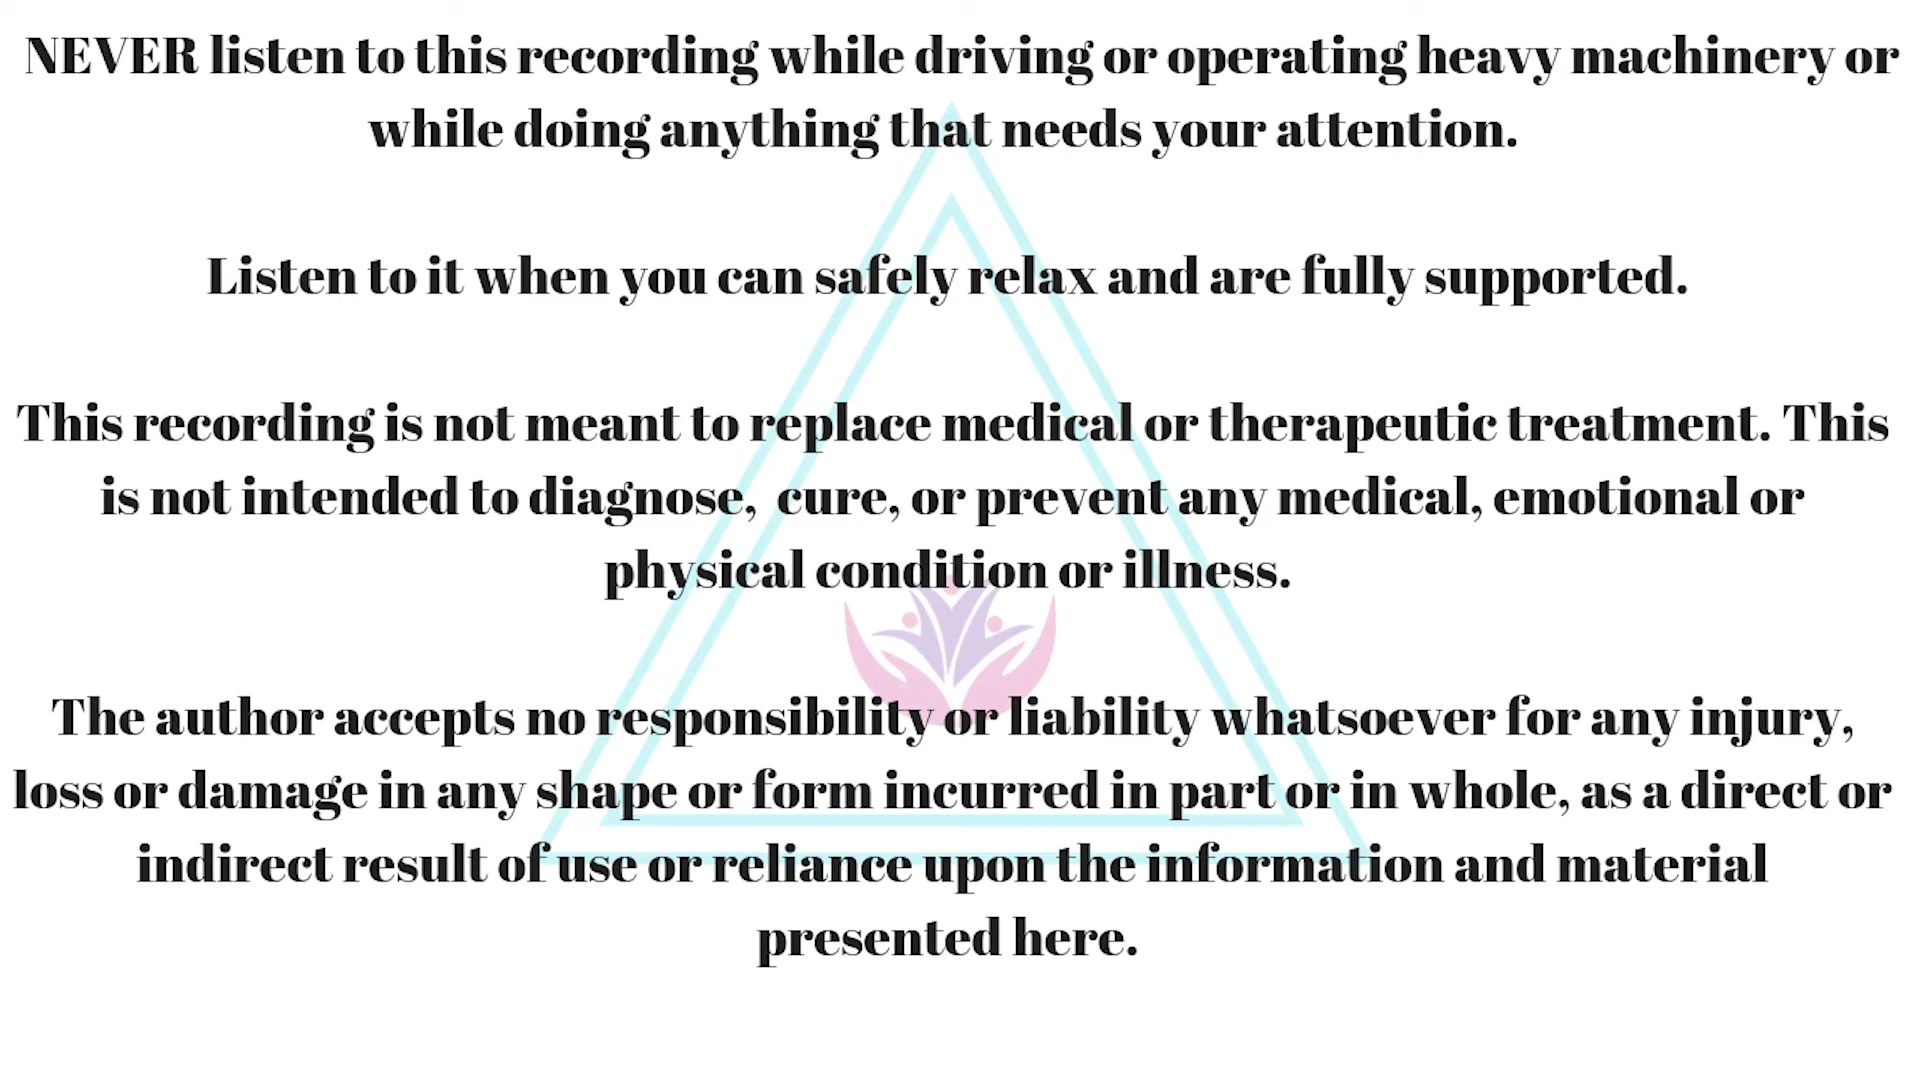 NEVER listen to this recording while driving or operating heavy machinery or
while doing anything that needs your attention.
Listen to it when you can safely relax and are fully supported.
This recording is not meant to replace medical or therapeutic treatment. This
is not intended to diagnose,  cure, or prevent any medical, emotional or
physical condition or illness.
The author accepts no responsibility or liability whatsoever for any injury,
loss or damage in any shape or form incurred in part or in whole, as a direct or
indirect result of use or reliance upon the information and material
presented here.